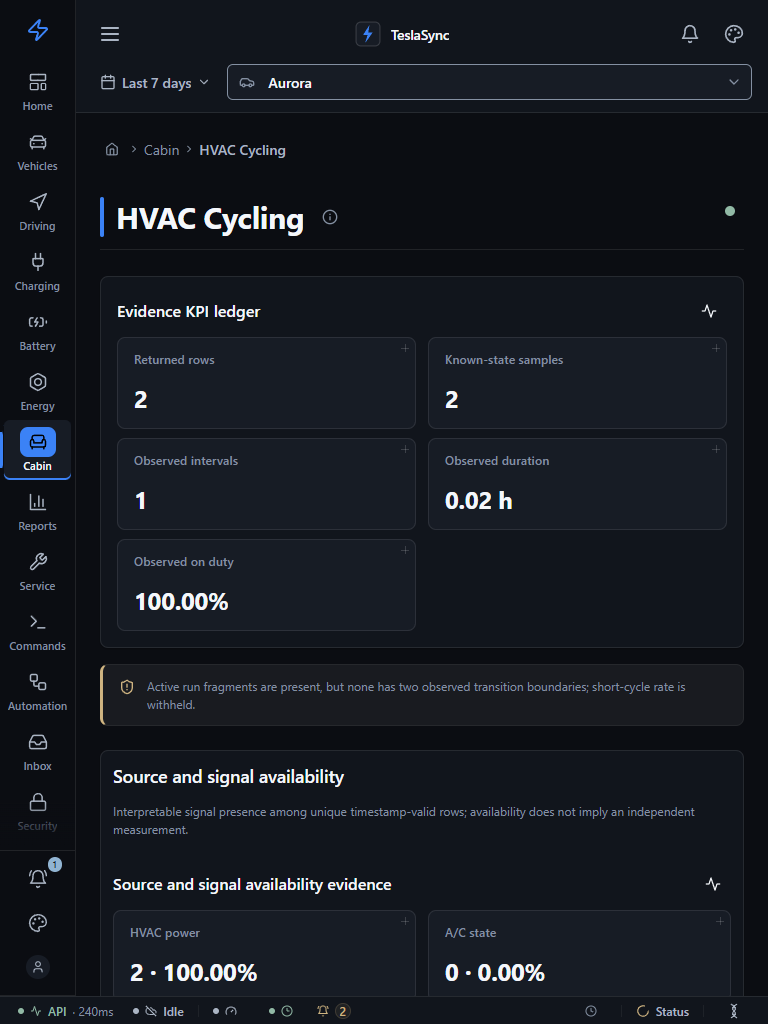 TeslaSync
Last 7 days
Aurora
Home
Vehicles
Driving
Charging
Battery
Energy
Cabin
Reports
Service
Commands
Automation
Inbox
Security
1
Cabin
HVAC Cycling
HVAC Cycling
Evidence KPI ledger
Returned rows
2
Known-state samples
2
Observed intervals
1
Observed duration
0.02 h
Observed on duty
100.00%
Active run fragments are present, but none has two observed transition boundaries; short-cycle rate is
withheld.
Source and signal availability
Interpretable signal presence among unique timestamp-valid rows; availability does not imply an independent
measurement.
Source and signal availability evidence
HVAC power
2 · 100.00%
A/C state
0 · 0.00%
API · 240ms
Idle
2
Status